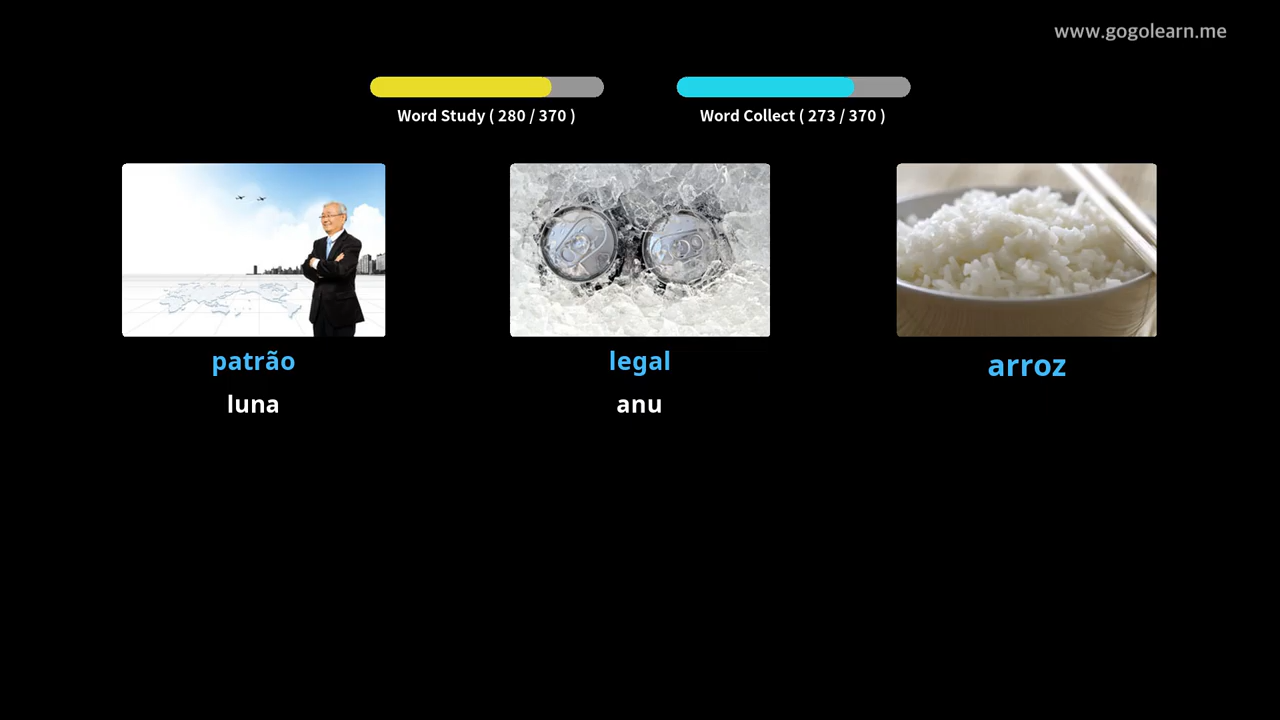 www.gogolearn.me
Word Study ( 280 / 370 )
Word Collect ( 273 / 370 )
patrão
legal
arroz
luna
anu